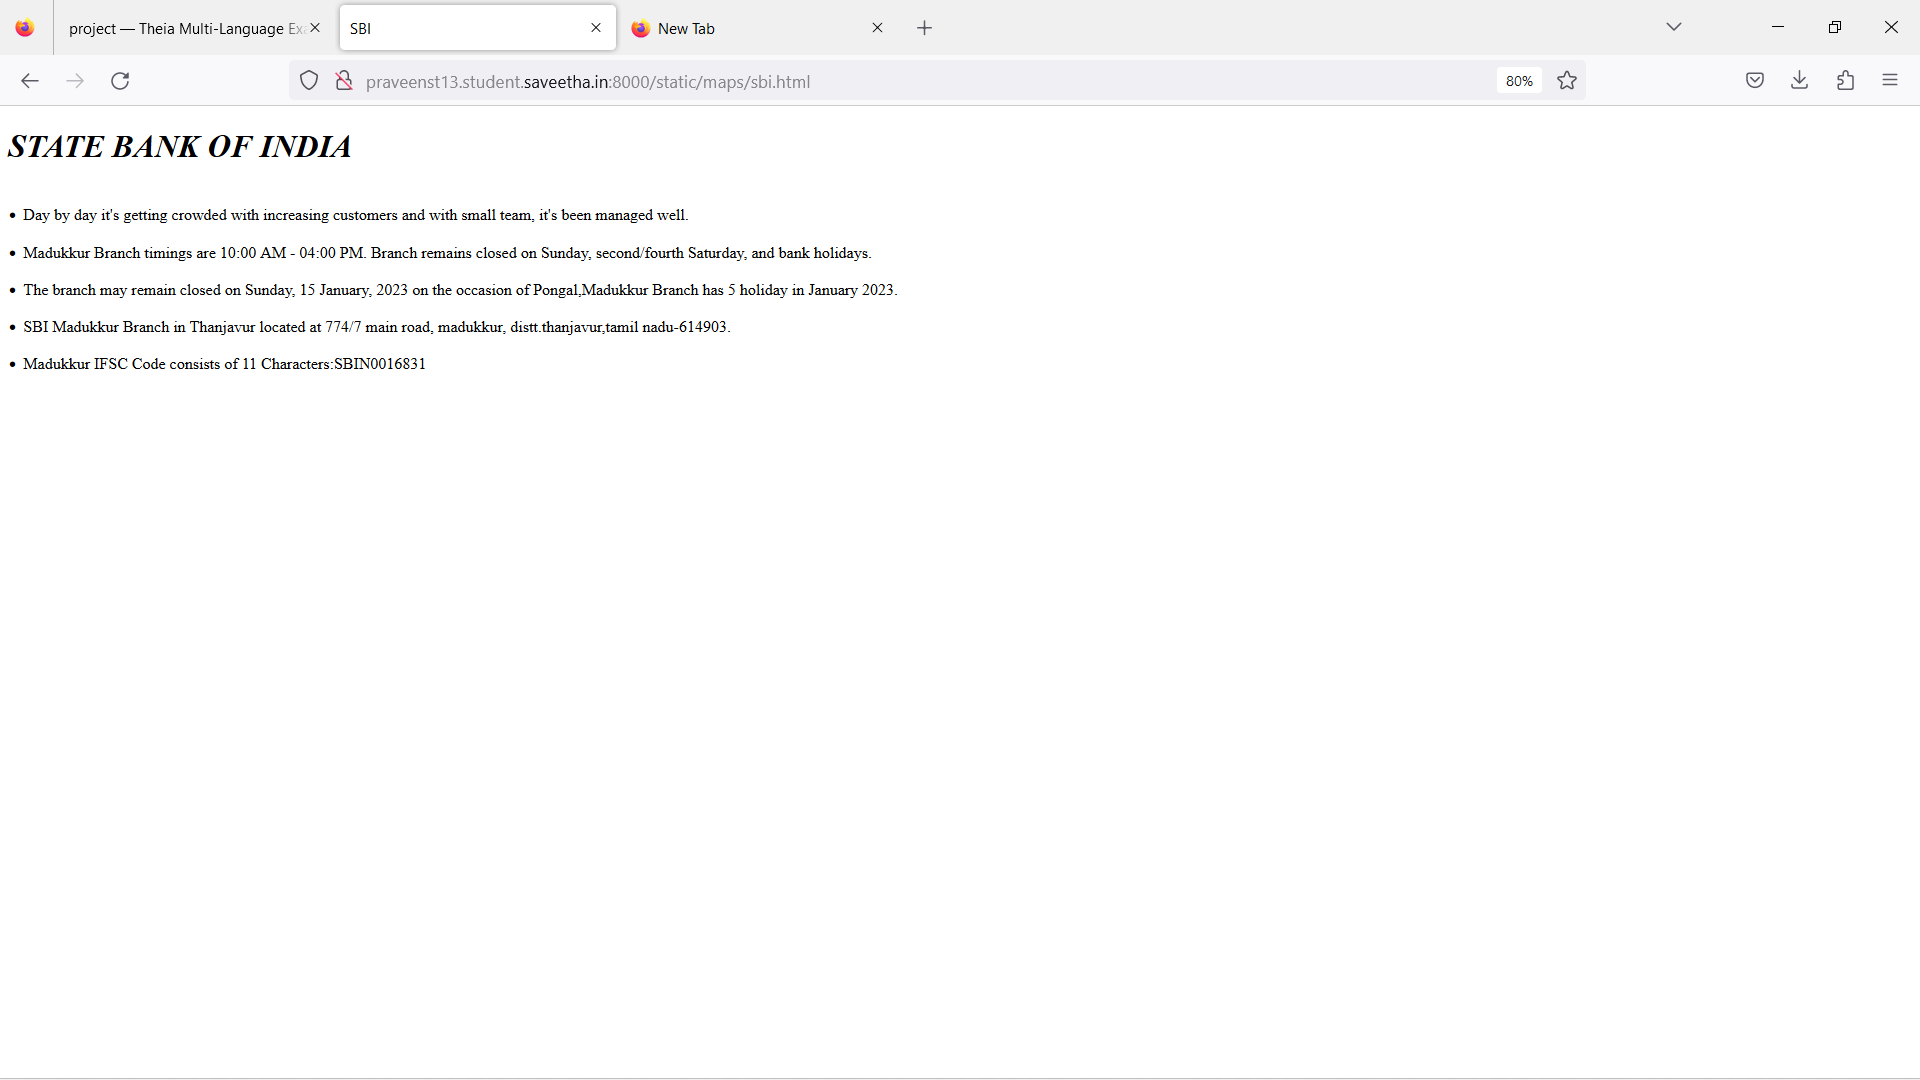 project — Theia Multi-Language Ex
SBI
New Tab
praveenst13.student.saveetha.in:8000/static/maps/sbi.html
80%
STATE BANK OF INDIA
• Day by day it's getting crowded with increasing customers and with small team, it's been managed well.
• Madukkur Branch timings are 10:00 AM - 04:00 PM. Branch remains closed on Sunday, second/fourth Saturday, and bank holidays.
• The branch may remain closed on Sunday, 15 January, 2023 on the occasion of Pongal,Madukkur Branch has 5 holiday in January 2023.
• SBI Madukkur Branch in Thanjavur located at 774/7 main road, madukkur, distt.thanjavur,tamil nadu-614903.
• Madukkur IFSC Code consists of 11 Characters:SBIN0016831